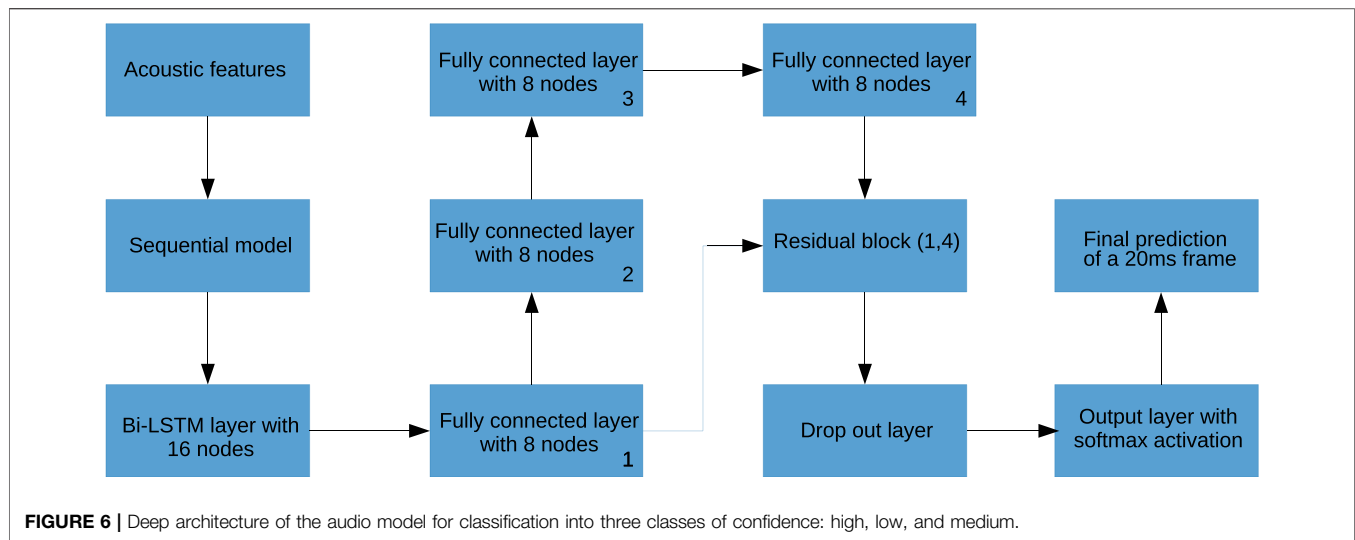 Acoustic features
Sequential model
Bi-LSTM layer with
16 nodes
Fully connected layer
with 8 nodes
1
Fully connected layer
with 8 nodes
2
Fully connected layer
with 8 nodes
3
Fully connected layer
with 8 nodes
4
Residual block (1,4)
Drop out layer
Output layer with
softmax activation
Final prediction
of a 20ms frame
FIGURE 6 | Deep architecture of the audio model for classification into three classes of confidence: high, low, and medium.